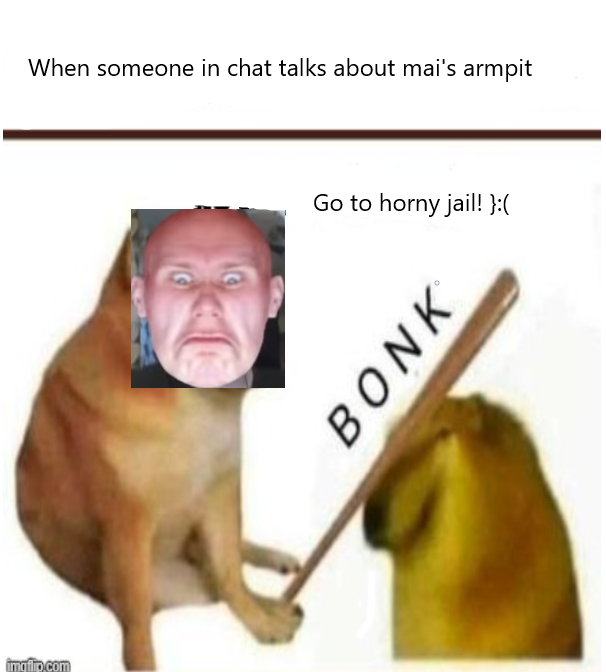 When someone in chat talks about mai's armpit
Go to horny jail! }:(
BONK
imgflip.com